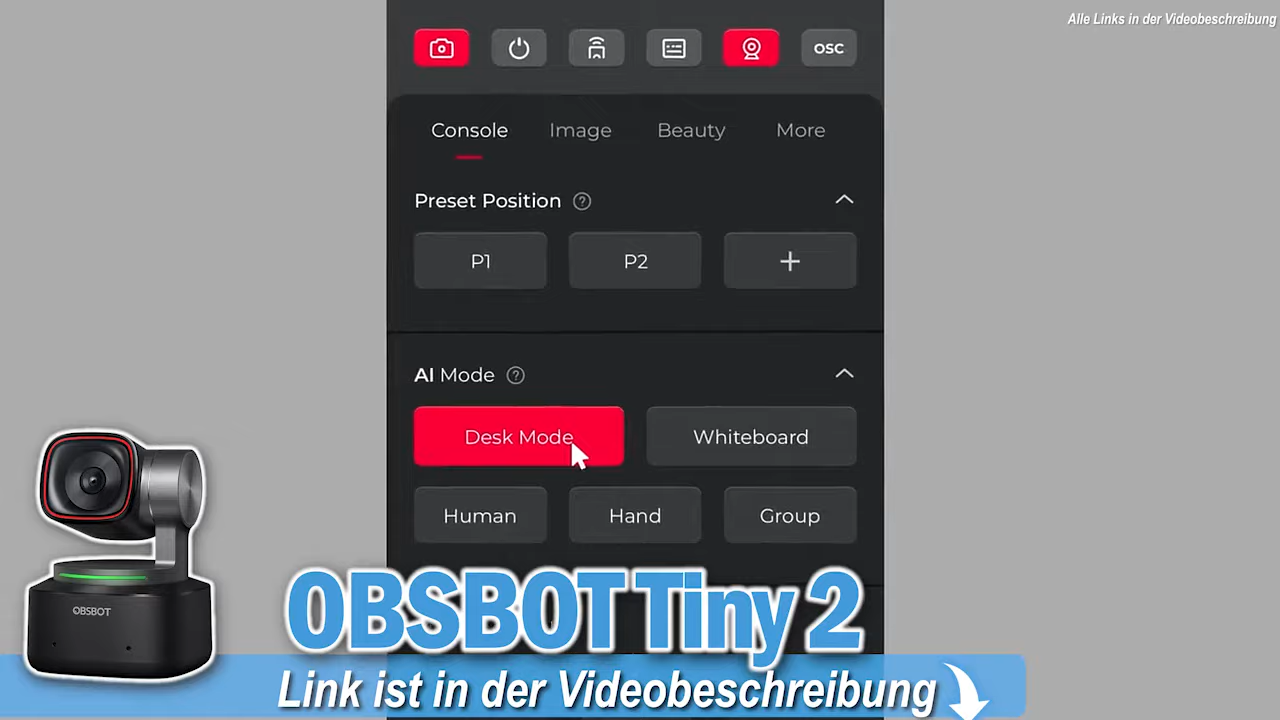 Alle Links in der Videobeschreibung
OSC
Console Image Beauty More
Preset Position ?
P1 P2 +
AI Mode ?
Desk Mode Whiteboard
Human Hand Group
OBSBOT
OBSBOT Tiny 2
Link ist in der Videobeschreibung